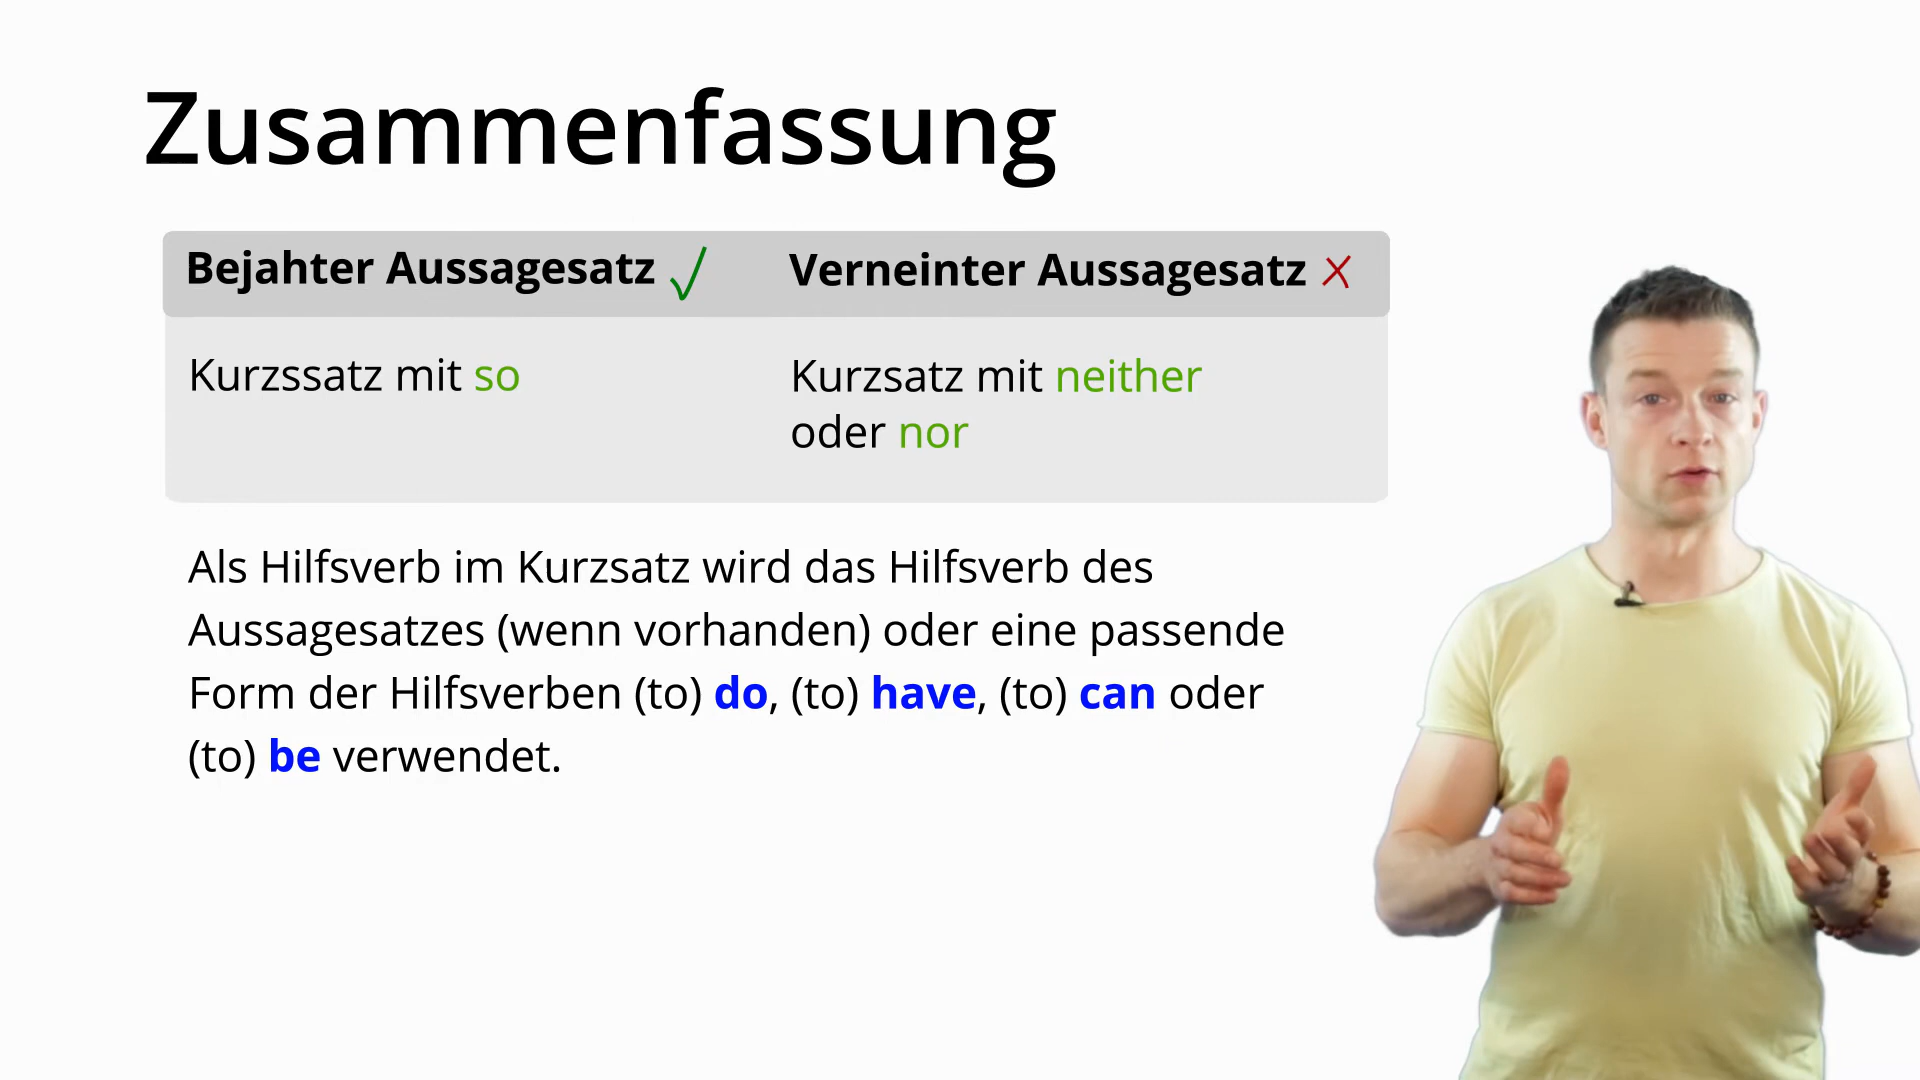 Zusammenfassung
Bejahter Aussagesatz
Verneinter Aussagesatz
Kurzssatz mit so
Kurzsatz mit neither
oder nor
Als Hilfsverb im Kurzsatz wird das Hilfsverb des
Aussagesatzes (wenn vorhanden) oder eine passende
Form der Hilfsverben (to) do, (to) have, (to) can oder
(to) be verwendet.